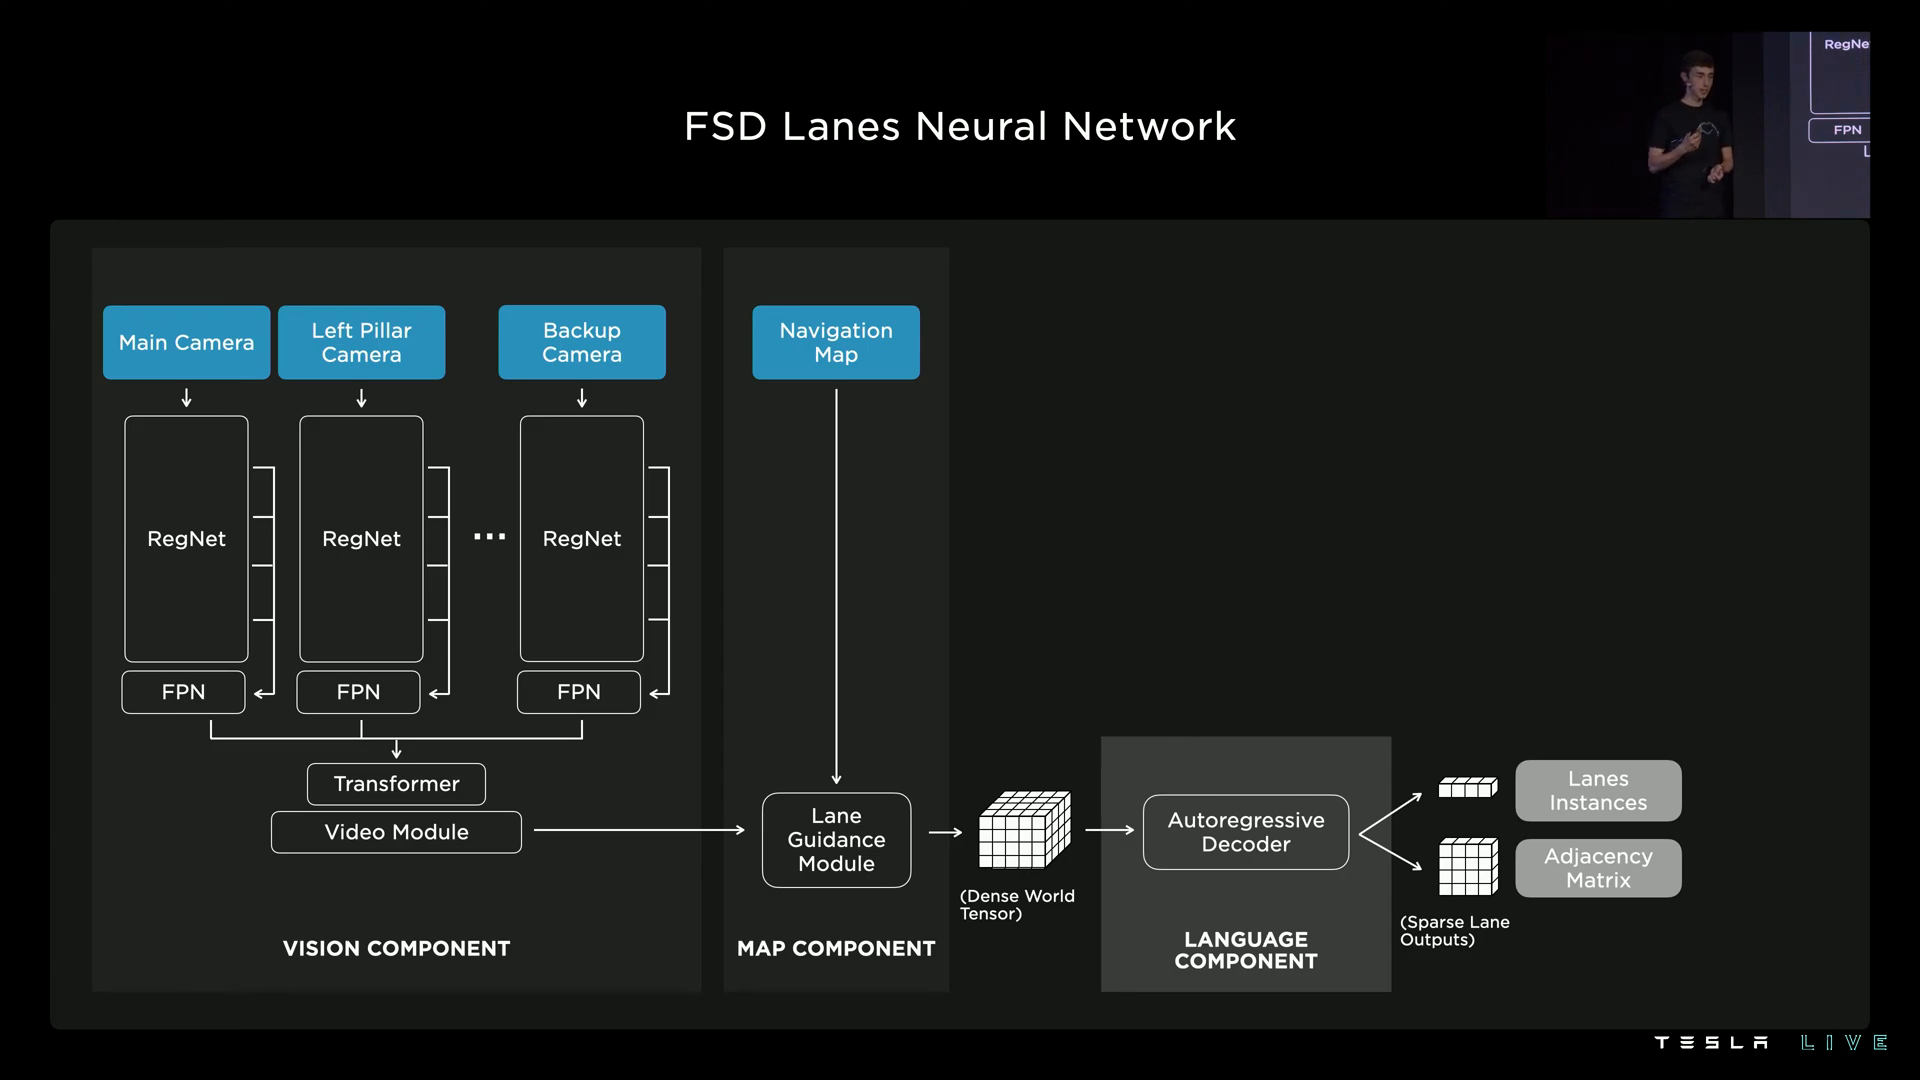 FSD Lanes Neural Network
RegNe
FPN
L
Main Camera
Left Pillar
Camera
Backup
Camera
Navigation
Map
RegNet
RegNet
...
RegNet
FPN
FPN
FPN
Transformer
Video Module
Lane
Guidance
Module
(Dense World
Tensor)
Autoregressive
Decoder
Lanes
Instances
Adjacency
Matrix
(Sparse Lane
Outputs)
VISION COMPONENT
MAP COMPONENT
LANGUAGE
COMPONENT
TESLA LIVE